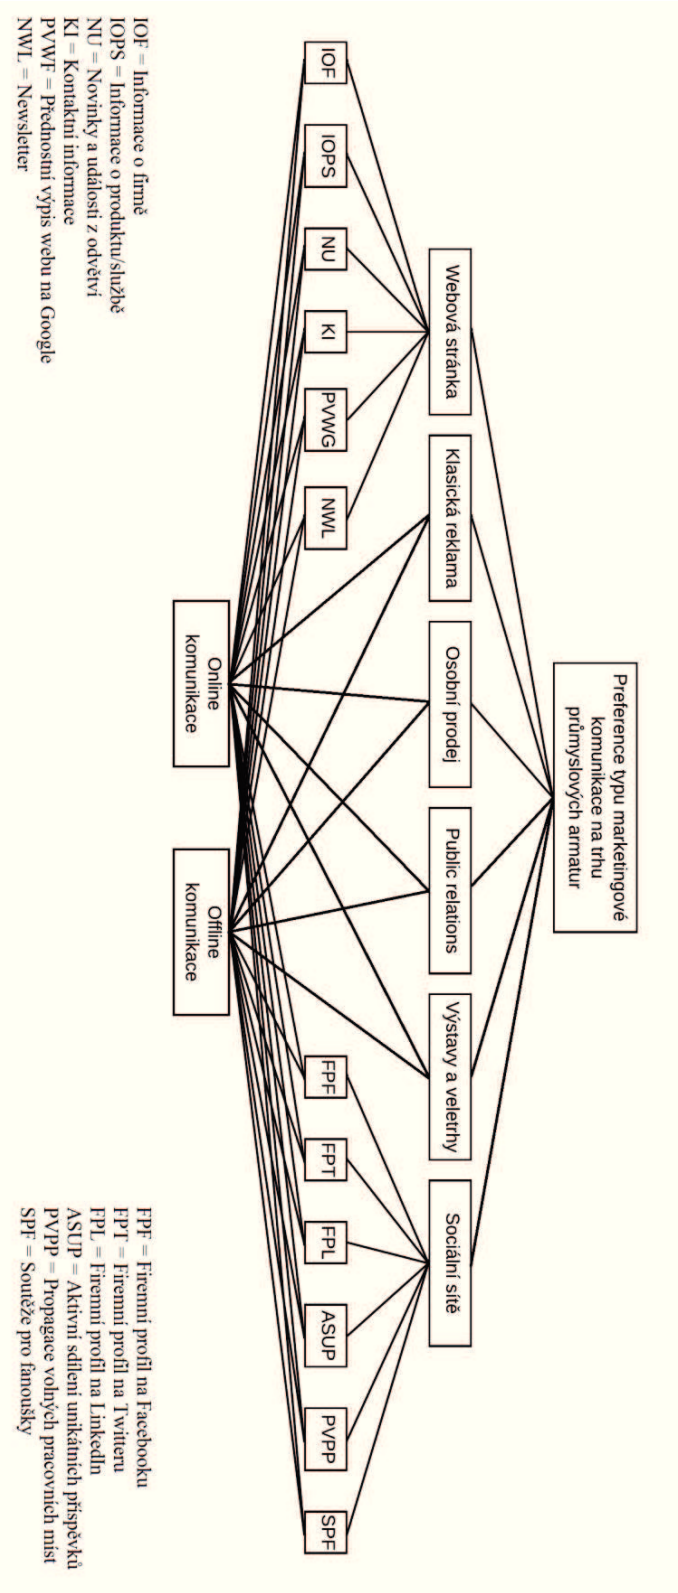 Preference typu marketingové
komunikace na trhu
průmyslových armatur
Webová stránka
Klasická reklama
Osobní prodej
Public relations
Výstavy a veletrhy
Sociální sítě
IOF
IOPS
NU
KI
PVWG
NWL
FPF
FPT
FPL
ASUP
PVPP
SPF
Online
komunikace
Offline
komunikace
IOF = Informace o firmě
IOPS = Informace o produktu/službě
NU = Novinky a události z odvětví
KI = Kontaktní informace
PVWF = Přednostní výpis webu na Google
NWL = Newsletter
FPF = Firemní profil na Facebooku
FPT = Firemní profil na Twitteru
FPL = Firemní profil na LinkedIn
ASUP = Aktivní sdílení unikátních příspěvků
PVPP = Propagace volných pracovních míst
SPF = Soutěže pro fanoušky